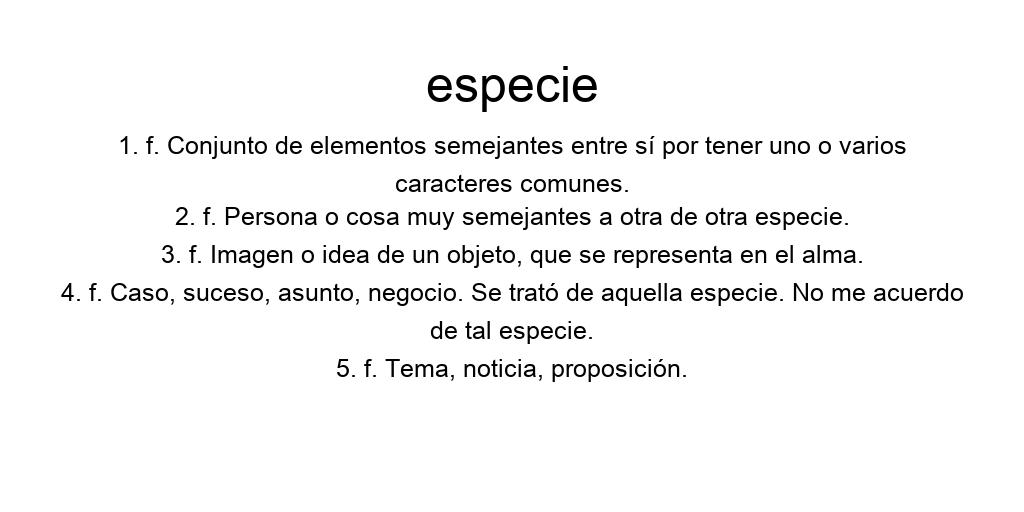 especie
1. f. Conjunto de elementos semejantes entre sí por tener uno o varios
caracteres comunes.
2. f. Persona o cosa muy semejantes a otra de otra especie.
3. f. Imagen o idea de un objeto, que se representa en el alma.
4. f. Caso, suceso, asunto, negocio. Se trató de aquella especie. No me acuerdo
de tal especie.
5. f. Tema, noticia, proposición.